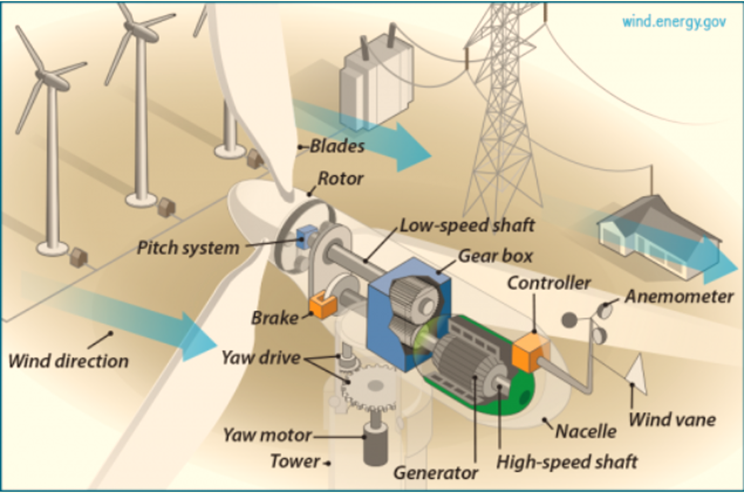 wind.energy.gov
Blades
Rotor
Pitch system
Low-speed shaft
Gear box
Controller
Anemometer
Brake
Wind direction
Yaw drive
Wind vane
Nacelle
Yaw motor
Tower
Generator
High-speed shaft